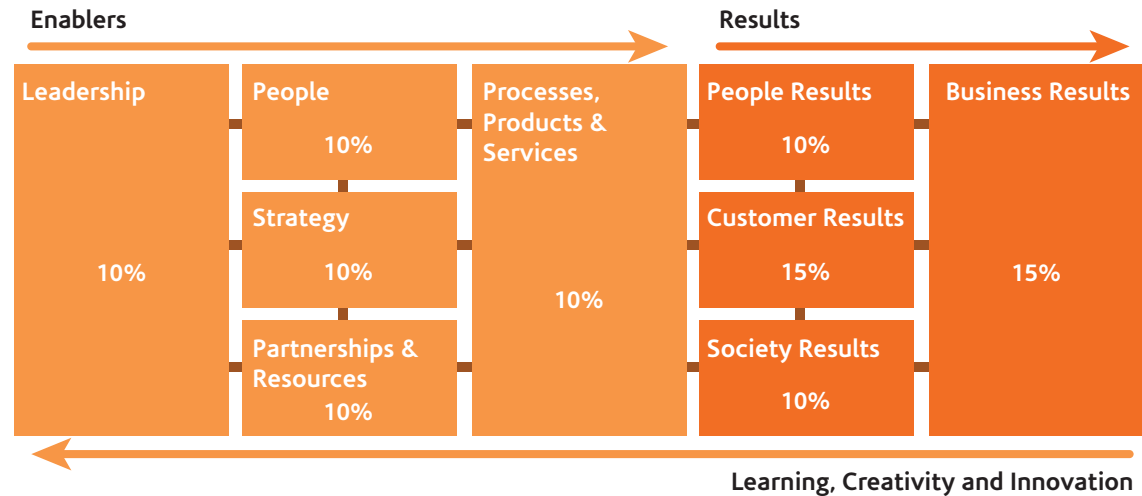 Enablers
Results
Leadership
10%
People
10%
Strategy
10%
Partnerships &
Resources
10%
Processes,
Products &
Services
10%
People Results
10%
Customer Results
15%
Society Results
10%
Business Results
15%
Learning, Creativity and Innovation